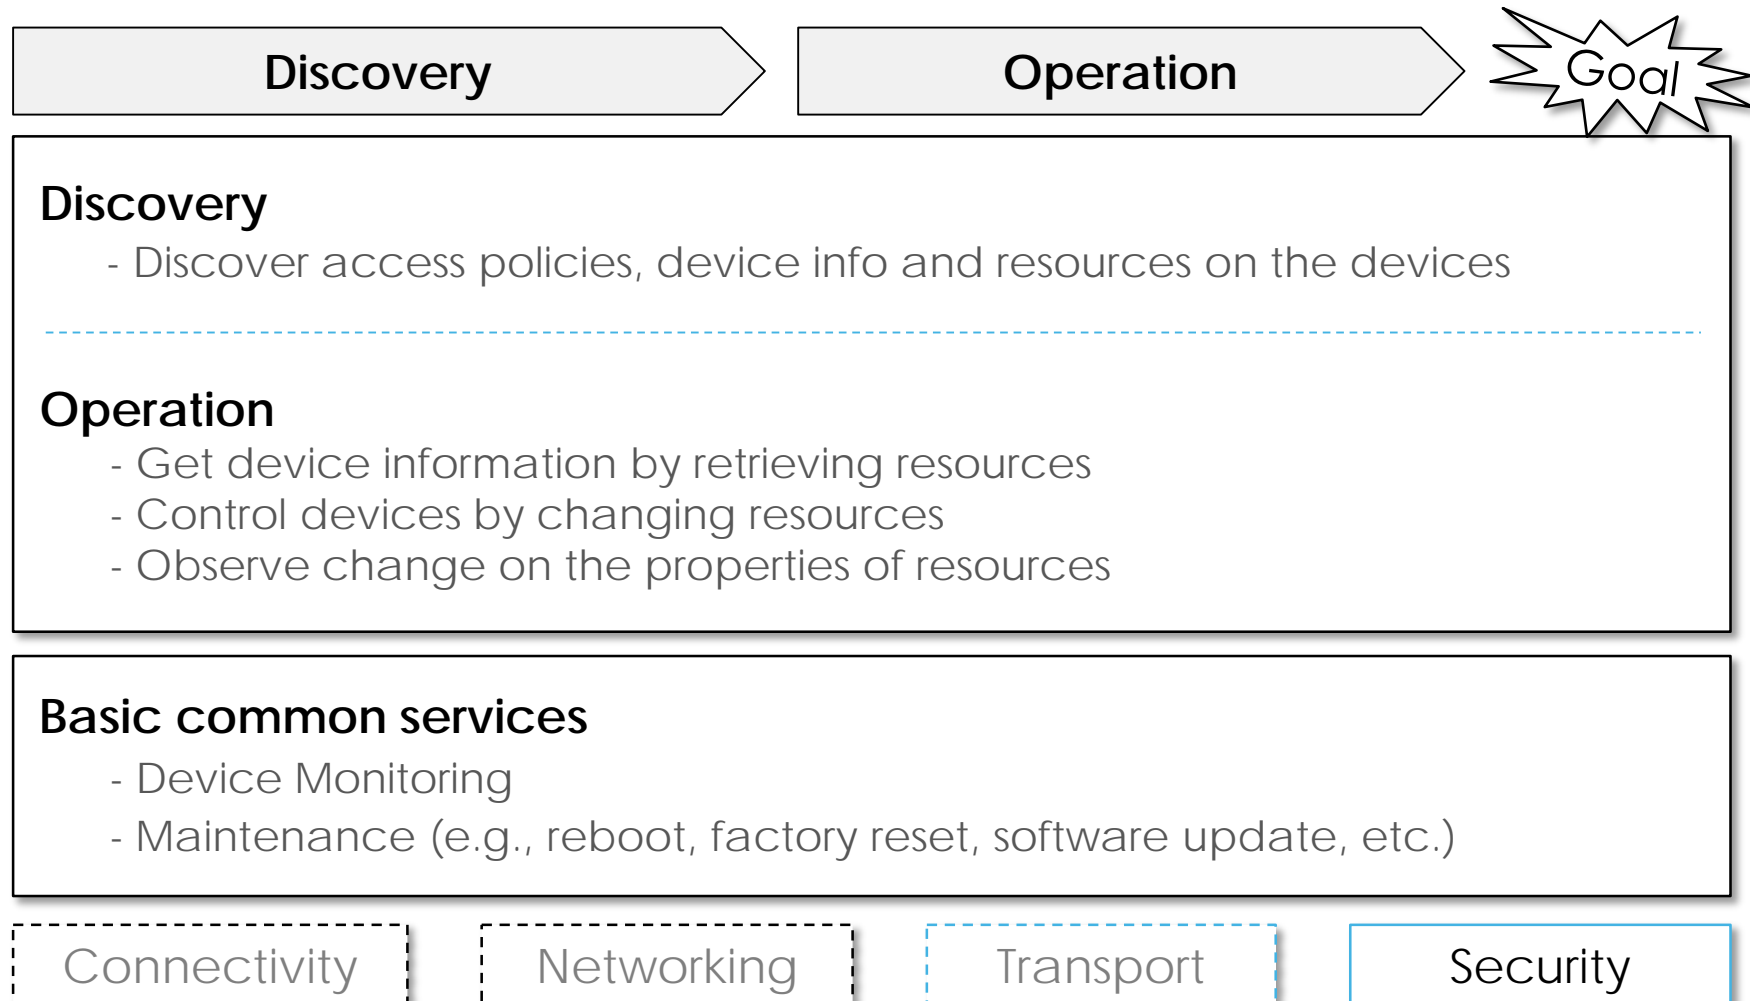 Discovery
Operation
Goal
Discovery
- Discover access policies, device info and resources on the devices
Operation
- Get device information by retrieving resources
- Control devices by changing resources
- Observe change on the properties of resources
Basic common services
- Device Monitoring
- Maintenance (e.g., reboot, factory reset, software update, etc.)
Connectivity
Networking
Transport
Security